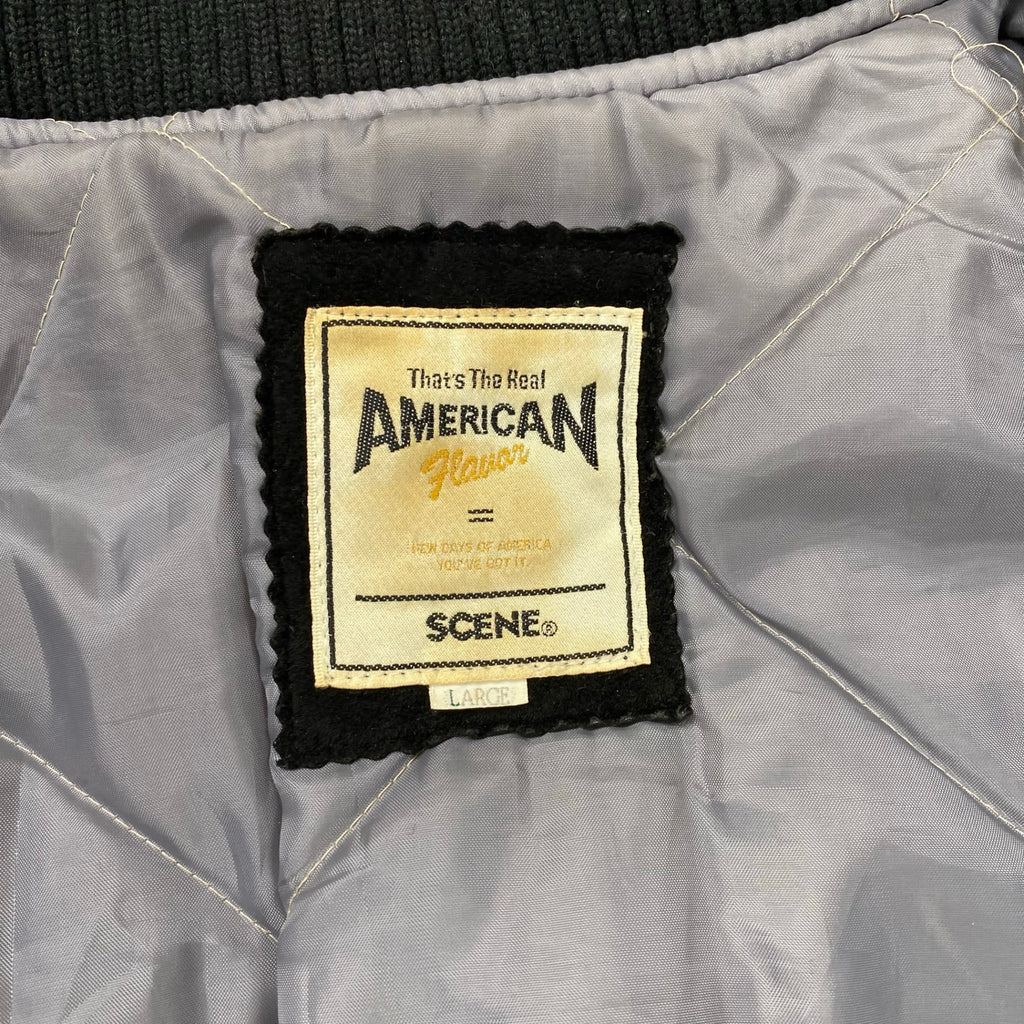 That's The Real
AMERICAN
Flavor
NEW DAYS OF AMERICA
YOU'VE GOT IT.
SCENE®
LARGE